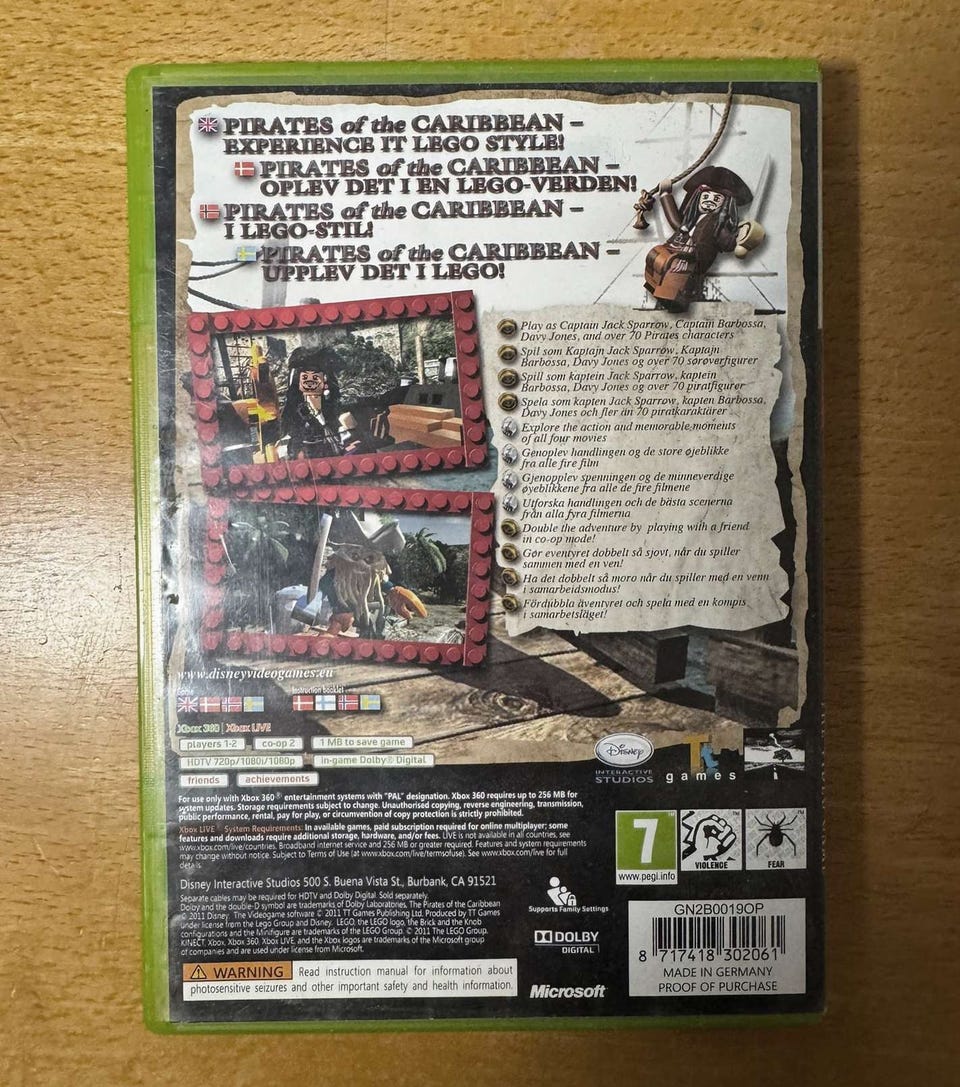 PIRATES of the CARIBBEAN –
EXPERIENCE IT LEGO STYLE!
PIRATES of the CARIBBEAN –
OPLEV DET I EN LEGO-VERDEN!
PIRATES of the CARIBBEAN –
I LEGO-STIL!
PIRATES of the CARIBBEAN –
UPPLEV DET I LEGO!
Play as Captain Jack Sparrow, Captain Barbossa,
Davy Jones, and over 70 Pirates characters
Spil som Kaptajn Jack Sparrow, Kaptajn
Barbossa, Davy Jones og over 70 sørøverfigurer
Spill som kaptein Jack Sparrow, kaptein
Barbossa, Davy Jones og over 70 piratfigurer
Spela som kapten Jack Sparrow, kapten Barbossa,
Davy Jones och fler än 70 piratkaraktärer
Explore the action and memorable moments
of all four movies
Genoplev handlingen og de store øjeblikke
fra alle fire film
Gjenopplev spenningen og de minneverdige
øyeblikkene fra alle de fire filmene
Utforska handlingen och de bästa scenerna
från alla fyra filmerna
Double the adventure by playing with a friend
in co-op mode!
Gør eventyret dobbelt så sjovt, når du spiller
sammen med en ven!
Ha det dobbelt så moro når du spiller med en venn
i samarbeidsmodus!
Fördubbla äventyret och spela med en kompis
i samarbetsläget!
www.disneyvideogames.eu
Game
Instruction booklet
Xbox 360 | Xbox LIVE
players 1-2 co-op 2 1 MB to save game
HDTV 720p/1080i/1080p in-game Dolby® Digital
friends achievements
Disney
INTERACTIVE
STUDIOS
games
For use only with Xbox 360® entertainment systems with "PAL" designation. Xbox 360 requires up to 256 MB for
system updates. Storage requirements subject to change. Unauthorised copying, reverse engineering, transmission,
public performance, rental, pay for play, or circumvention of copy protection is strictly prohibited.
Xbox LIVE® System Requirements: In available games, paid subscription required for online multiplayer; some
features and downloads require additional storage, hardware, and/or fees. LIVE is not available in all countries, see
www.xbox.com/live/countries. Broadband internet service and 256 MB or greater required. Features and system requirements
may change without notice. Subject to Terms of Use (at www.xbox.com/live/termsofuse). See www.xbox.com/live for full
details.
7
www.pegi.info
VIOLENCE
FEAR
Disney Interactive Studios 500 S. Buena Vista St., Burbank, CA 91521
Separate cables may be required for HDTV and Dolby Digital. Sold separately.
Dolby and the double-D symbol are trademarks of Dolby Laboratories. The Pirates of the Caribbean
© 2011 Disney. The Videogame software © 2011 TT Games Publishing Ltd. Produced by TT Games
under license from the Lego Group and Disney. LEGO, the LEGO logo, the Brick and the Knob
configurations and the Minifigure are trademarks of the LEGO Group. © 2011 The LEGO Group.
KINECT, Xbox, Xbox 360, Xbox LIVE, and the Xbox logos are trademarks of the Microsoft group
of companies and are used under license from Microsoft.
Supports Family Settings
DOLBY
DIGITAL
WARNING Read instruction manual for information about
photosensitive seizures and other important safety and health information.
Microsoft®
GN2B0019OP
8 717418 302061
MADE IN GERMANY
PROOF OF PURCHASE